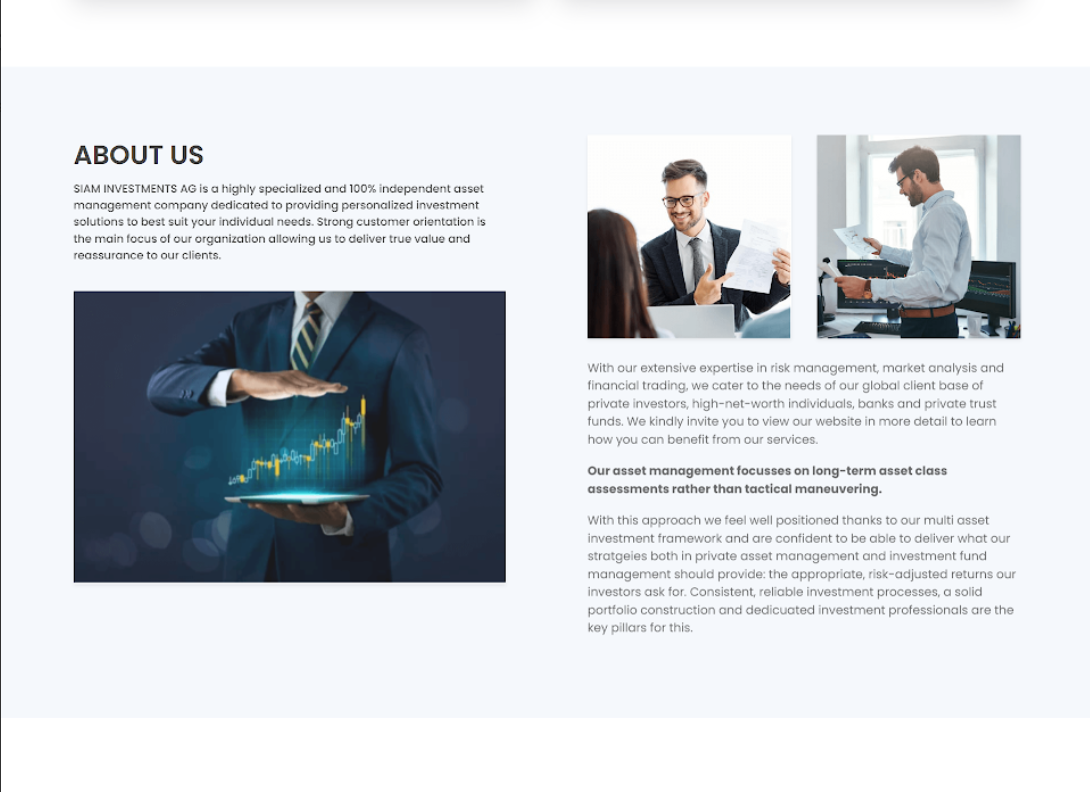 ABOUT US
SIAM INVESTMENTS AG is a highly specialized and 100% independent asset
management company dedicated to providing personalized investment
solutions to best suit your individual needs. Strong customer orientation is
the main focus of our organization allowing us to deliver true value and
reassurance to our clients.
With our extensive expertise in risk management, market analysis and
financial trading, we cater to the needs of our global client base of
private investors, high-net-worth individuals, banks and private trust
funds. We kindly invite you to view our website in more detail to learn
how you can benefit from our services.
Our asset management focusses on long-term asset class
assessments rather than tactical maneuvering.
With this approach we feel well positioned thanks to our multi asset
investment framework and are confident to be able to deliver what our
stratgeies both in private asset management and investment fund
management should provide: the appropriate, risk-adjusted returns our
investors ask for. Consistent, reliable investment processes, a solid
portfolio construction and dedicuated investment professionals are the
key pillars for this.